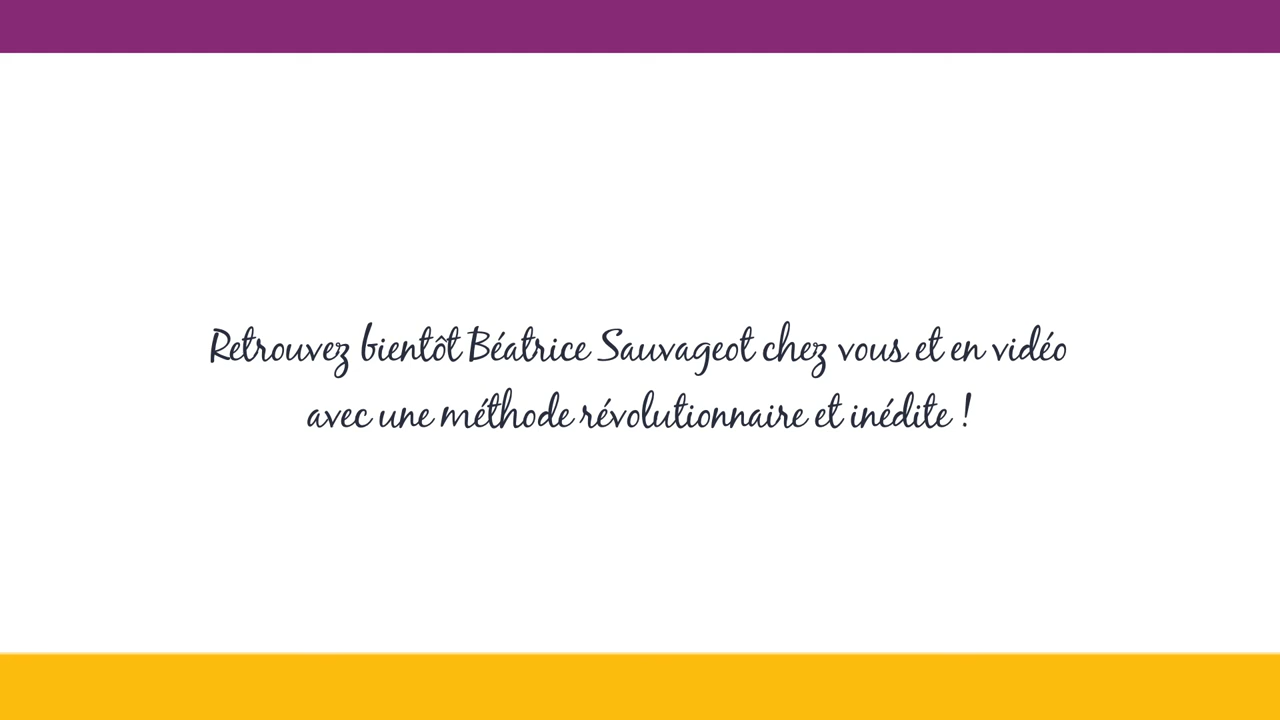 Retrouvez bientôt Béatrice Sauvageot chez vous et en vidéo
avec une méthode révolutionnaire et inédite !